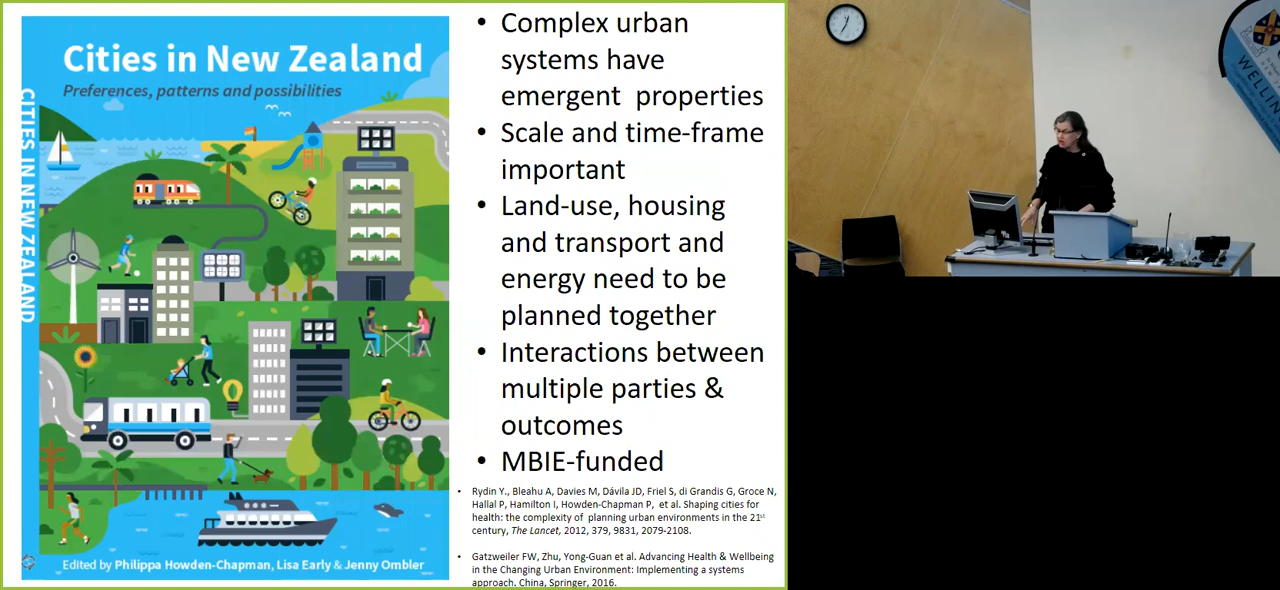 Cities in New Zealand
Preferences, patterns and possibilities
CITIES IN NEW ZEALAND
Edited by Philippa Howden-Chapman, Lisa Early & Jenny Ombler
• Complex urban
systems have
emergent properties
• Scale and time-frame
important
• Land-use, housing
and transport and
energy need to be
planned together
• Interactions between
multiple parties &
outcomes
• MBIE-funded
• Rydin Y., Bleahu A, Davies M, Dávila JD, Friel S, di Grandis G, Groce N,
Hallal P, Hamilton I, Howden-Chapman P, et al. Shaping cities for
health: the complexity of planning urban environments in the 21st
century, The Lancet, 2012, 379, 9831, 2079-2108.
• Gatzweiler FW, Zhu, Yong-Guan et al. Advancing Health & Wellbeing
in the Changing Urban Environment: Implementing a systems
approach. China, Springer, 2016.
WELLIN